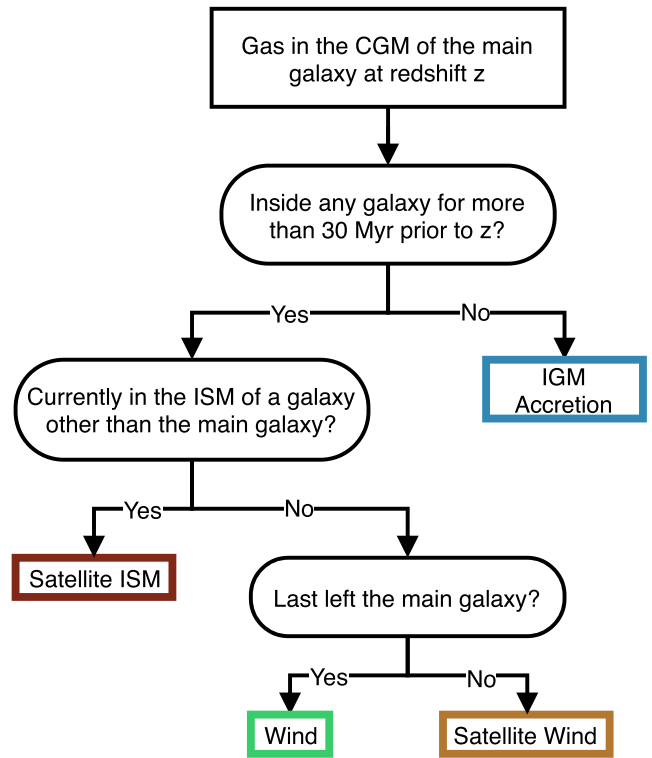 Gas in the CGM of the main
galaxy at redshift z
Inside any galaxy for more
than 30 Myr prior to z?
Yes
No
IGM
Accretion
Currently in the ISM of a galaxy
other than the main galaxy?
Yes
No
Satellite ISM
Last left the main galaxy?
Yes
No
Wind
Satellite Wind